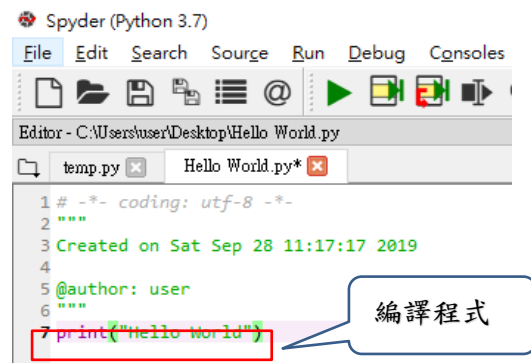 Spyder (Python 3.7)
File Edit Search Source Run Debug Consoles
Editor - C:\Users\user\Desktop\Hello World.py
temp.py Hello World.py*
1 # -*- coding: utf-8 -*-
2 """
3 Created on Sat Sep 28 11:17:17 2019
4
5 @author: user
6 """
7 print("Hello World")
編譯程式